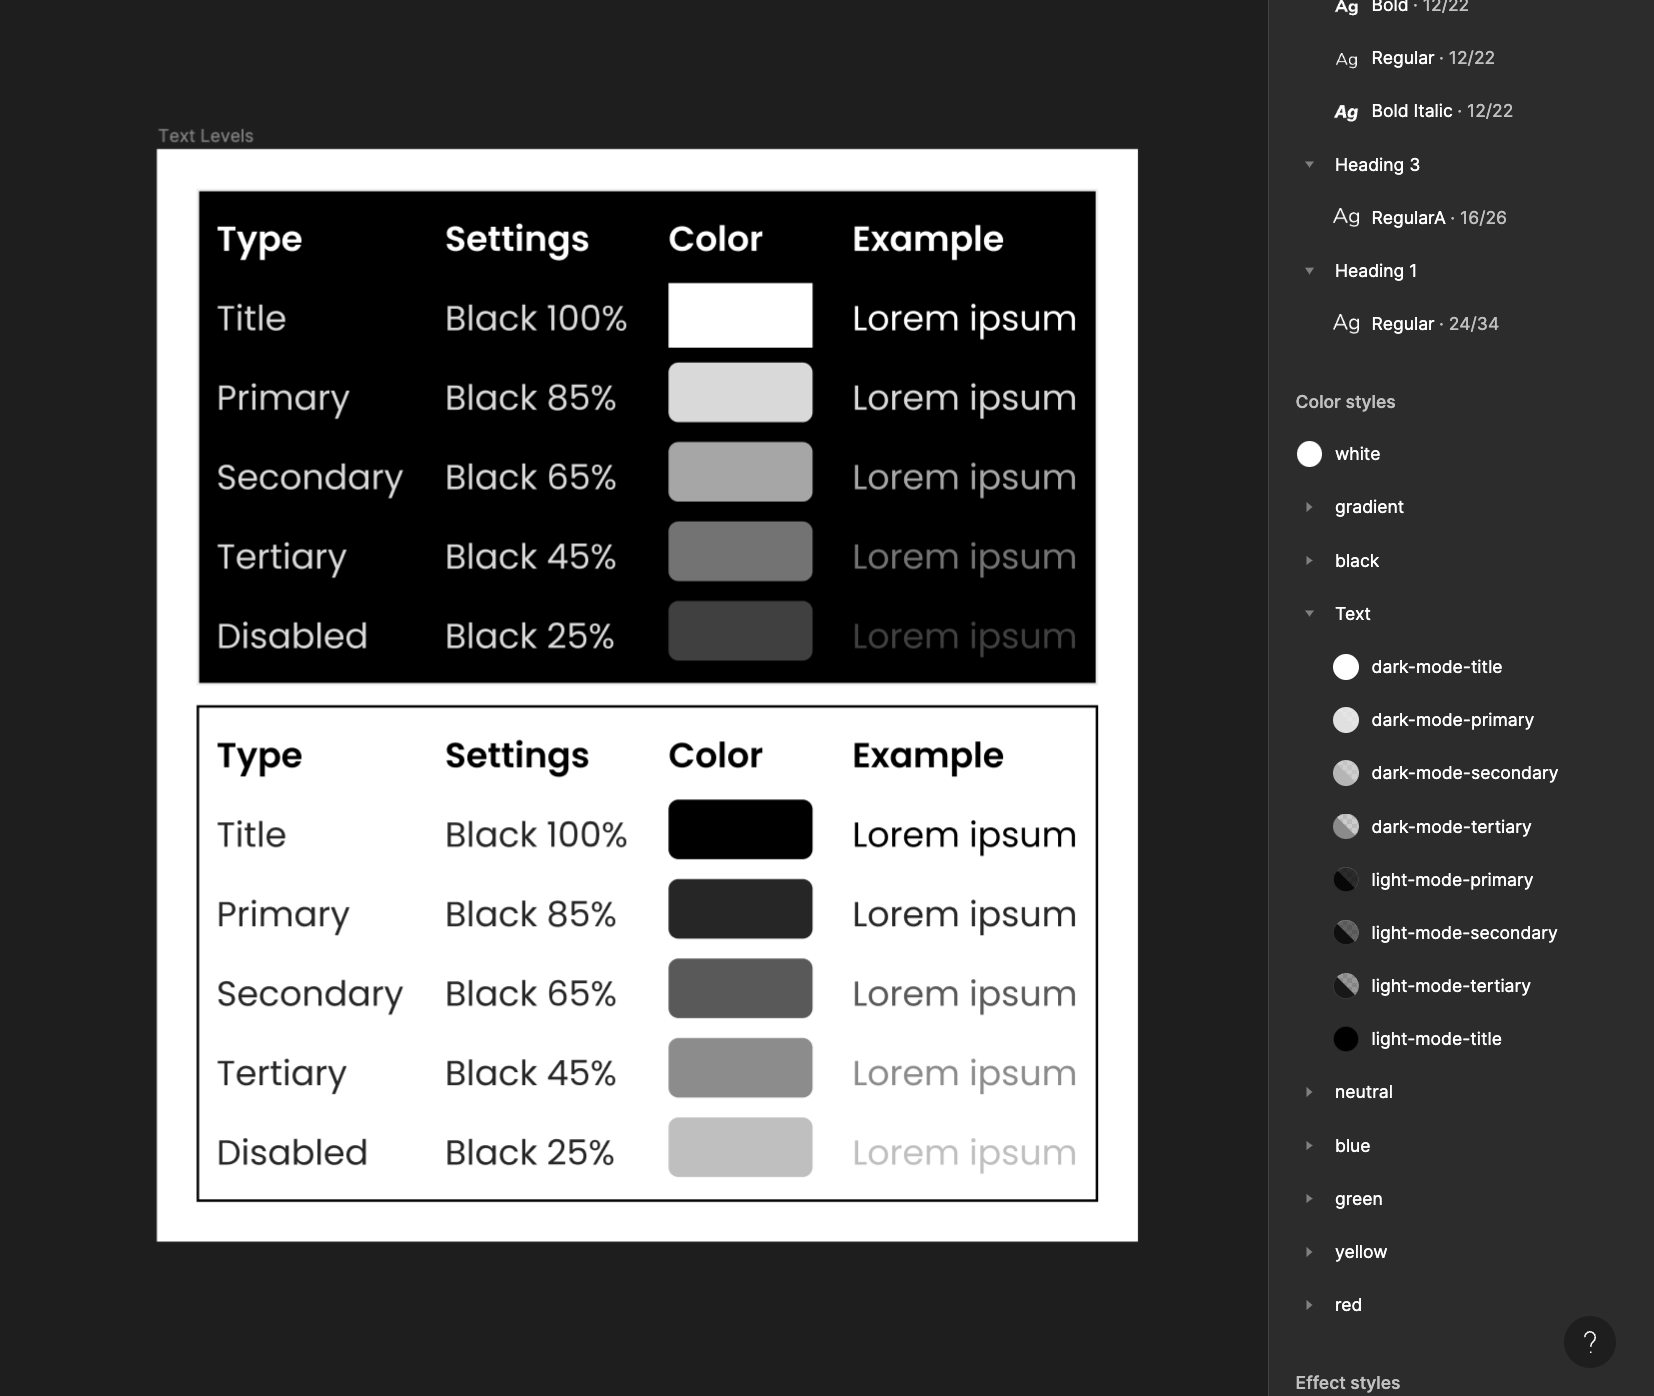 Text Levels
Type Settings Color Example
Title Black 100% Lorem ipsum
Primary Black 85% Lorem ipsum
Secondary Black 65% Lorem ipsum
Tertiary Black 45% Lorem ipsum
Disabled Black 25% Lorem ipsum
Type Settings Color Example
Title Black 100% Lorem ipsum
Primary Black 85% Lorem ipsum
Secondary Black 65% Lorem ipsum
Tertiary Black 45% Lorem ipsum
Disabled Black 25% Lorem ipsum
Ag Bold · 12/22
Ag Regular · 12/22
Ag Bold Italic · 12/22
Heading 3
Ag RegularA · 16/26
Heading 1
Ag Regular · 24/34
Color styles
white
gradient
black
Text
dark-mode-title
dark-mode-primary
dark-mode-secondary
dark-mode-tertiary
light-mode-primary
light-mode-secondary
light-mode-tertiary
light-mode-title
neutral
blue
green
yellow
red
?
Effect styles